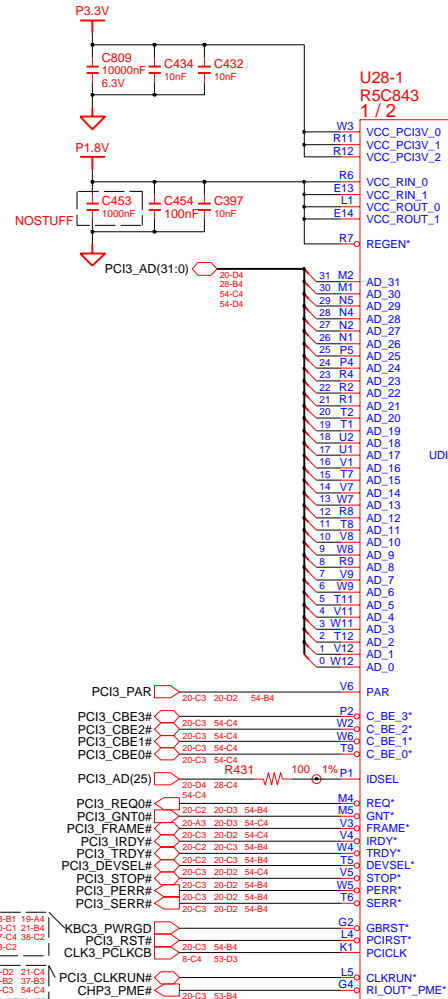 P3.3V
C809
10000nF
6.3V
C434
10nF
C432
10nF
U28-1
R5C843
1 / 2
W3 VCC_PCI3V_0
R11 VCC_PCI3V_1
R12 VCC_PCI3V_2
P1.8V
R6 VCC_RIN_0
E13 VCC_RIN_1
L1 VCC_ROUT_0
E14 VCC_ROUT_1
NOSTUFF
C453
1000nF
C454
100nF
C397
10nF
R7 REGEN*
PCI3_AD(31:0)
20-D4
28-B4
54-C4
54-D4
31 M2 AD_31
30 M1 AD_30
29 N5 AD_29
28 N4 AD_28
27 N2 AD_27
26 N1 AD_26
25 P5 AD_25
24 P4 AD_24
23 R4 AD_23
22 R2 AD_22
21 R1 AD_21
20 T2 AD_20
19 T1 AD_19
18 U2 AD_18
17 U1 AD_17
UDI
16 V1 AD_16
15 T7 AD_15
14 V7 AD_14
13 W7 AD_13
12 R8 AD_12
11 T8 AD_11
10 V8 AD_10
9 W8 AD_9
8 R9 AD_8
7 V9 AD_7
6 W9 AD_6
5 T11 AD_5
4 V11 AD_4
3 W11 AD_3
2 T12 AD_2
1 V12 AD_1
0 W12 AD_0
PCI3_PAR 20-C3 20-D2 54-B4 V6 PAR
PCI3_CBE3# 20-C3 54-C4 P2 C_BE_3*
PCI3_CBE2# 20-C3 54-C4 W2 C_BE_2*
PCI3_CBE1# 20-C3 54-C4 W6 C_BE_1*
PCI3_CBE0# 20-C3 54-C4 T9 C_BE_0*
PCI3_AD(25) 20-D4 28-C4 54-C4 R431 100 1% P1 IDSEL
PCI3_REQ0# 20-C2 20-D3 54-B4 M4 REQ*
PCI3_GNT0# 20-A3 20-D3 54-B4 M5 GNT*
PCI3_FRAME# 20-C3 20-D2 54-C4 V3 FRAME*
PCI3_IRDY# 20-C3 20-D2 54-B4 V4 IRDY*
PCI3_TRDY# 20-C2 20-C3 54-B4 W4 TRDY*
PCI3_DEVSEL# 20-C3 20-D2 54-C4 T5 DEVSEL*
PCI3_STOP# 20-C3 20-D2 54-B4 V5 STOP*
PCI3_PERR# 20-C3 20-D2 54-B4 W5 PERR*
PCI3_SERR# 20-C3 20-D2 54-B4 T6 SERR*
KBC3_PWRGD G2 GBRST*
PCI3_RST# 20-C3 54-B4 L4 PCIRST*
CLK3_PCLKCB 8-C4 53-D3 K1 PCICLK
PCI3_CLKRUN# L5 CLKRUN*
CHP3_PME# 20-C3 53-B4 G4 RI_OUT*_PME*
19-A4
21-B4
38-C2
21-C4
37-B3
54-C4